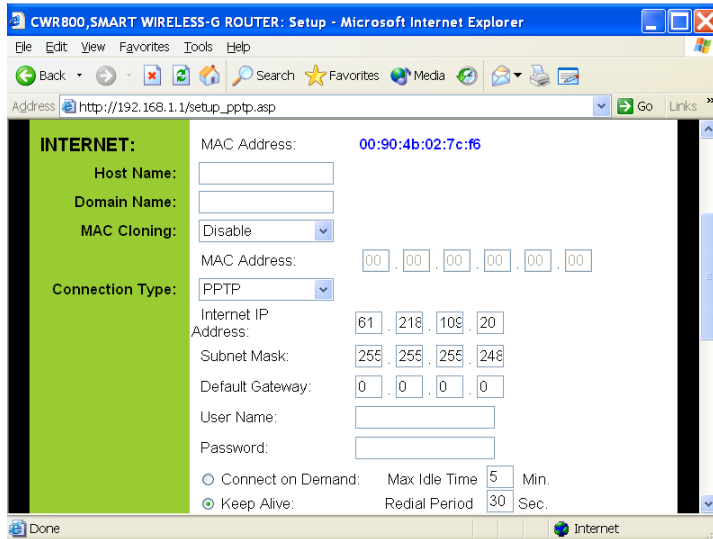 CWR800,SMART WIRELESS-G ROUTER: Setup - Microsoft Internet Explorer
File Edit View Favorites Tools Help
Back Search Favorites Media
Address http://192.168.1.1/setup_pptp.asp Go Links »
INTERNET: MAC Address: 00:90:4b:02:7c:f6
Host Name:
Domain Name:
MAC Cloning: Disable
MAC Address: 00 . 00 . 00 . 00 . 00 . 00
Connection Type: PPTP
Internet IP
Address: 61 . 218 . 109 . 20
Subnet Mask: 255 . 255 . 255 . 248
Default Gateway: 0 . 0 . 0 . 0
User Name:
Password:
Connect on Demand: Max Idle Time 5 Min.
Keep Alive: Redial Period 30 Sec.
Done Internet